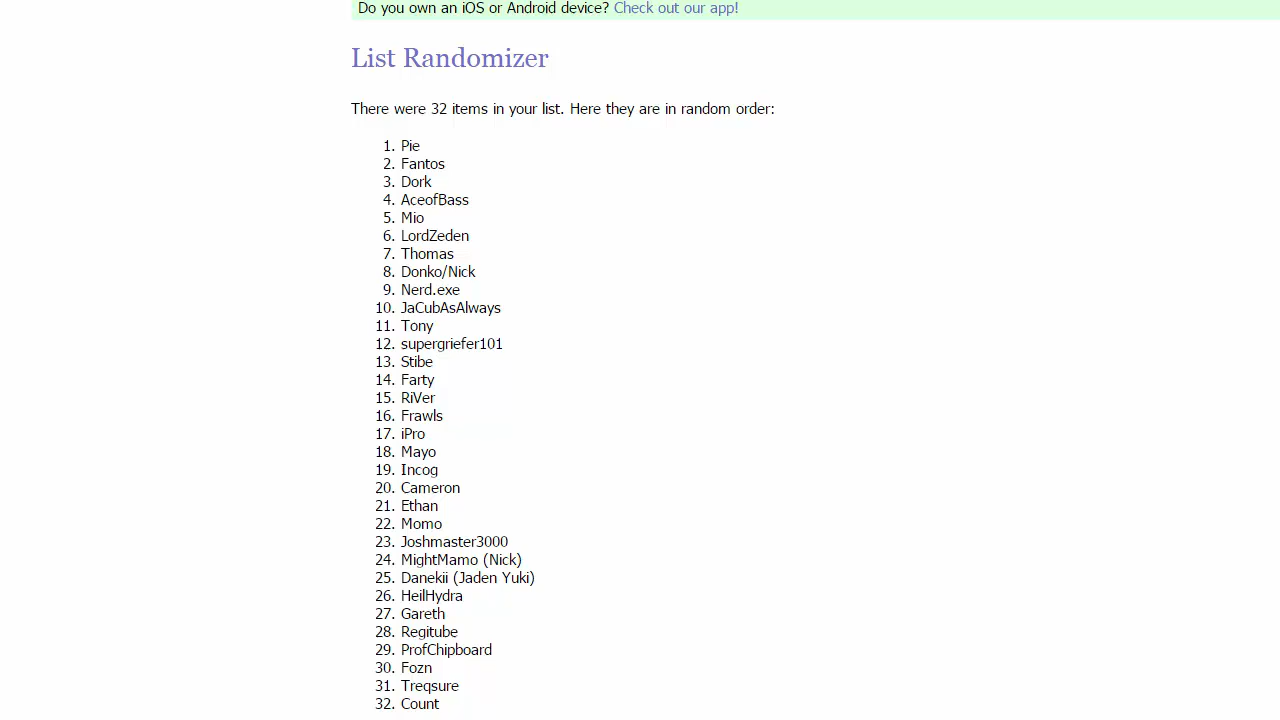 Do you own an iOS or Android device? Check out our app!
List Randomizer
There were 32 items in your list. Here they are in random order:
1. Pie
2. Fantos
3. Dork
4. AceofBass
5. Mio
6. LordZeden
7. Thomas
8. Donko/Nick
9. Nerd.exe
10. JaCubAsAlways
11. Tony
12. supergriefer101
13. Stibe
14. Farty
15. RiVer
16. Frawls
17. iPro
18. Mayo
19. Incog
20. Cameron
21. Ethan
22. Momo
23. Joshmaster3000
24. MightMamo (Nick)
25. Danekii (Jaden Yuki)
26. HeilHydra
27. Gareth
28. Regitube
29. ProfChipboard
30. Fozn
31. Treqsure
32. Count